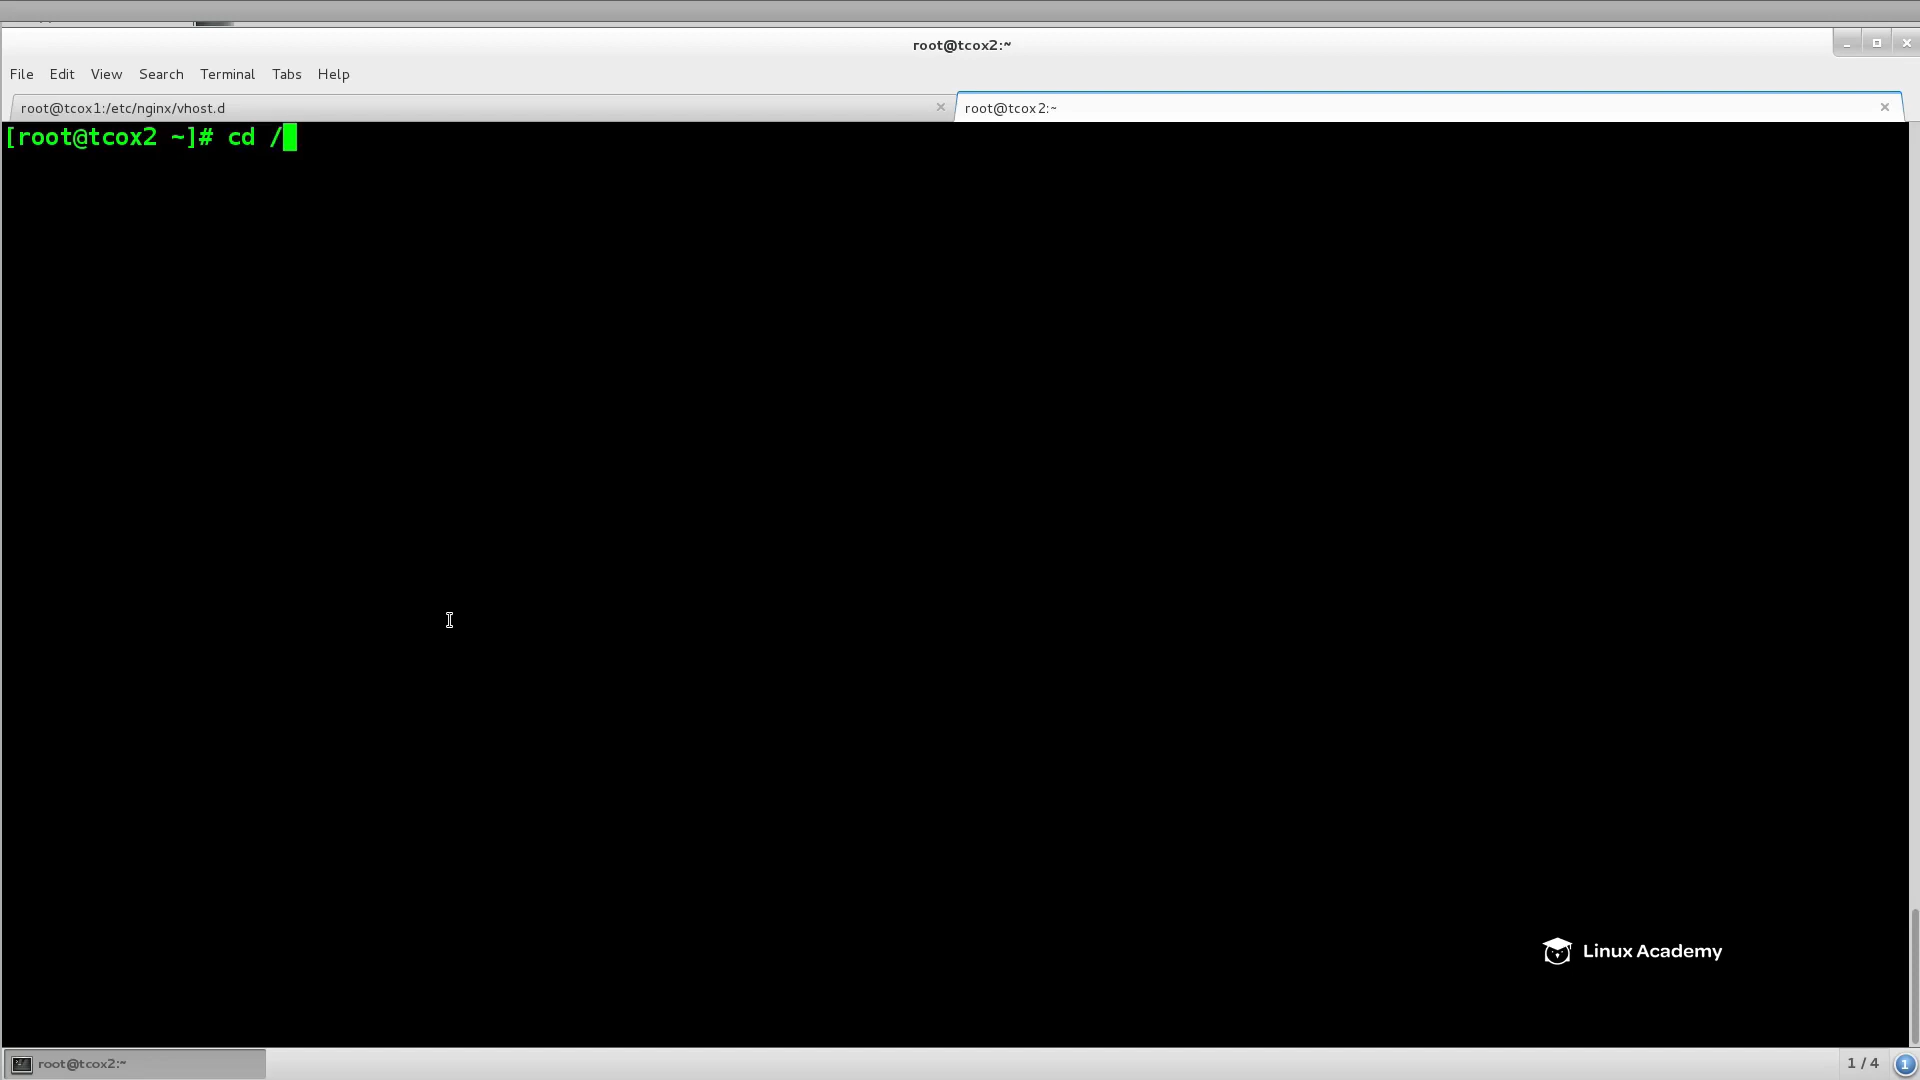 root@tcox2:~
File Edit View Search Terminal Tabs Help
root@tcox1:/etc/nginx/vhost.d
root@tcox2:~
[root@tcox2 ~]# cd /
Linux Academy
root@tcox2:~
1 / 4
1